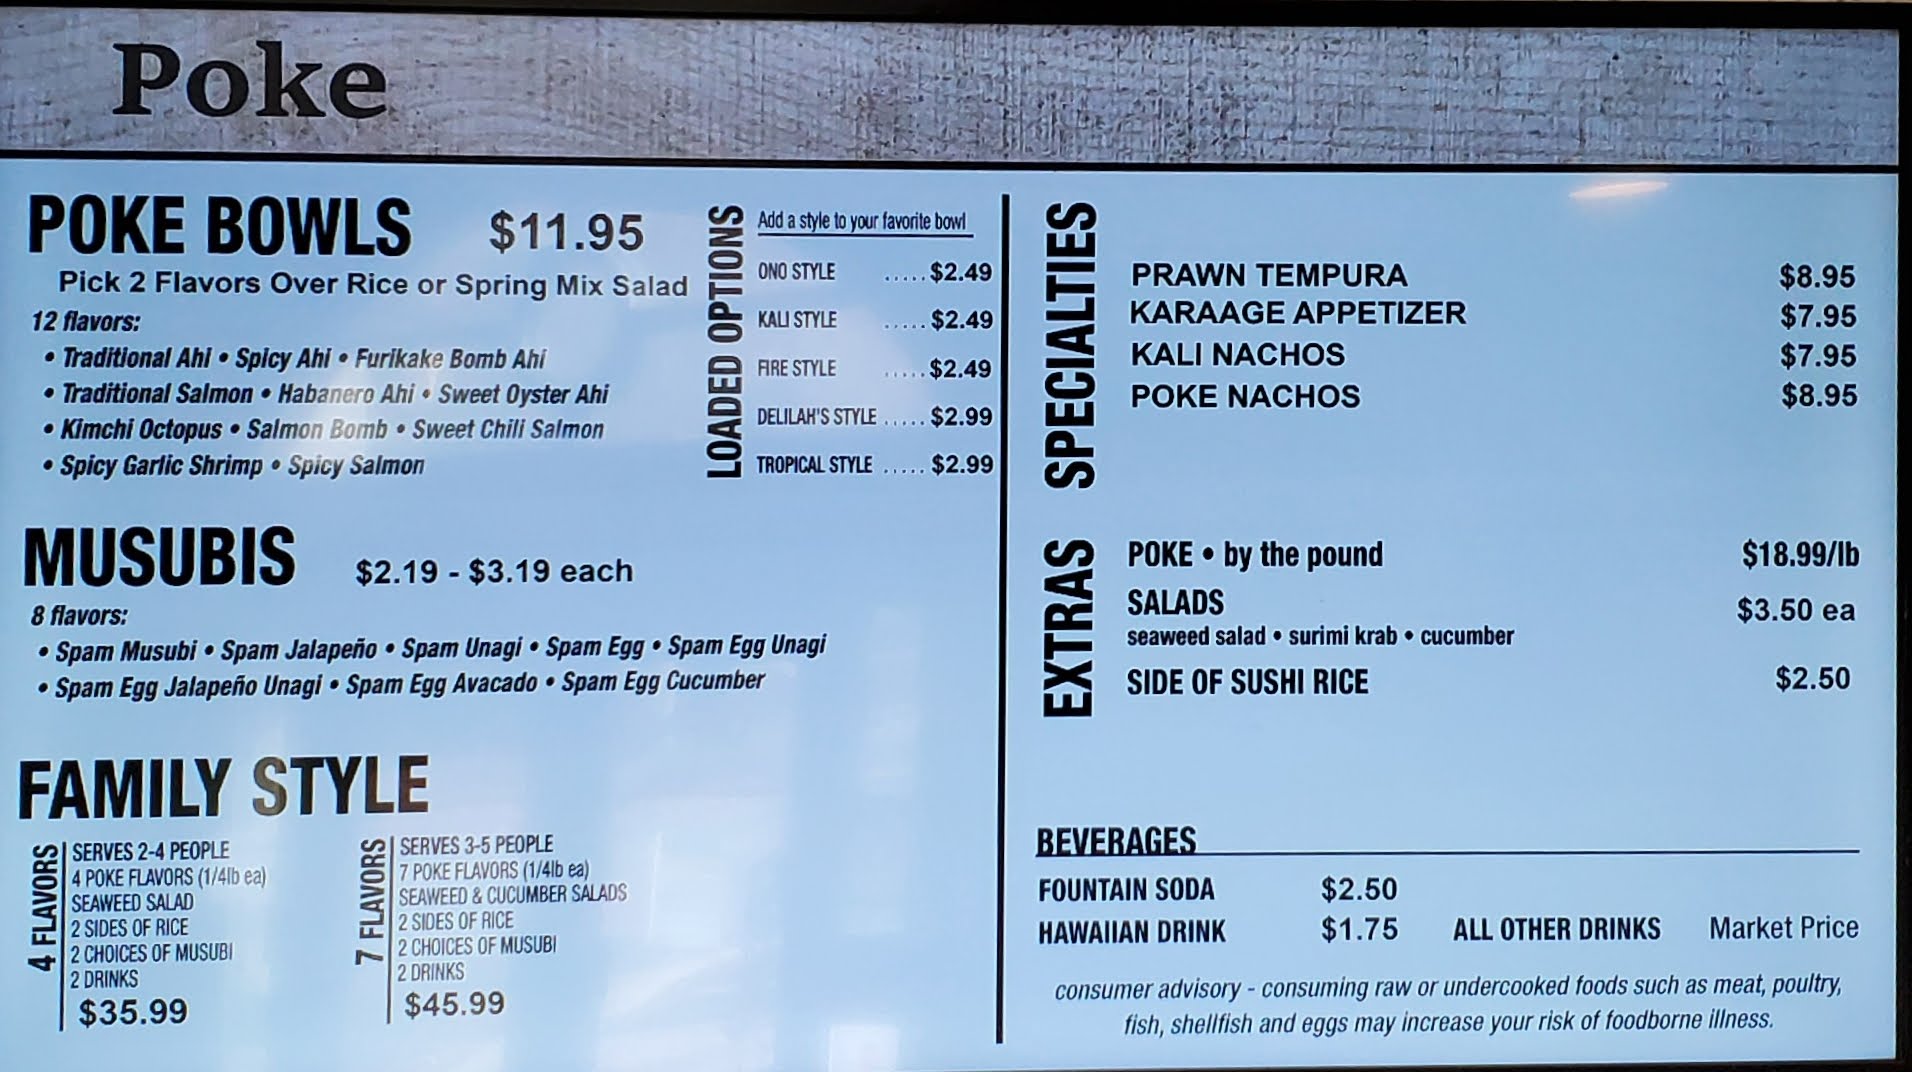 Poke
POKE BOWLS $11.95
Pick 2 Flavors Over Rice or Spring Mix Salad
12 flavors:
• Traditional Ahi • Spicy Ahi • Furikake Bomb Ahi
• Traditional Salmon • Habanero Ahi • Sweet Oyster Ahi
• Kimchi Octopus • Salmon Bomb • Sweet Chili Salmon
• Spicy Garlic Shrimp • Spicy Salmon
LOADED OPTIONS
Add a style to your favorite bowl
ONO STYLE ..... $2.49
KALI STYLE ..... $2.49
FIRE STYLE ..... $2.49
DELILAH'S STYLE ..... $2.99
TROPICAL STYLE ..... $2.99
MUSUBIS $2.19 - $3.19 each
8 flavors:
• Spam Musubi • Spam Jalapeño • Spam Unagi • Spam Egg • Spam Egg Unagi
• Spam Egg Jalapeño Unagi • Spam Egg Avacado • Spam Egg Cucumber
FAMILY STYLE
4 FLAVORS
SERVES 2-4 PEOPLE
4 POKE FLAVORS (1/4lb ea)
SEAWEED SALAD
2 SIDES OF RICE
2 CHOICES OF MUSUBI
2 DRINKS
$35.99
7 FLAVORS
SERVES 3-5 PEOPLE
7 POKE FLAVORS (1/4lb ea)
SEAWEED & CUCUMBER SALADS
2 SIDES OF RICE
2 CHOICES OF MUSUBI
2 DRINKS
$45.99
SPECIALTIES
PRAWN TEMPURA $8.95
KARAAGE APPETIZER $7.95
KALI NACHOS $7.95
POKE NACHOS $8.95
EXTRAS
POKE • by the pound $18.99/lb
SALADS $3.50 ea
seaweed salad • surimi krab • cucumber
SIDE OF SUSHI RICE $2.50
BEVERAGES
FOUNTAIN SODA $2.50
HAWAIIAN DRINK $1.75 ALL OTHER DRINKS Market Price
consumer advisory - consuming raw or undercooked foods such as meat, poultry,
fish, shellfish and eggs may increase your risk of foodborne illness.